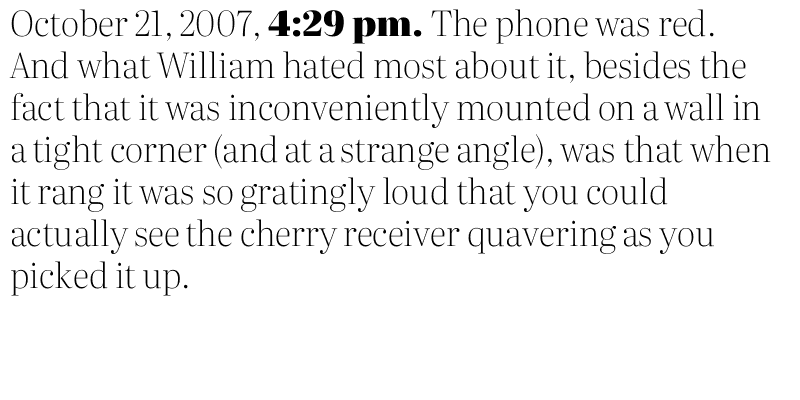 October 21, 2007, 4:29 pm. The phone was red.
And what William hated most about it, besides the
fact that it was inconveniently mounted on a wall in
a tight corner (and at a strange angle), was that when
it rang it was so gratingly loud that you could
actually see the cherry receiver quavering as you
picked it up.